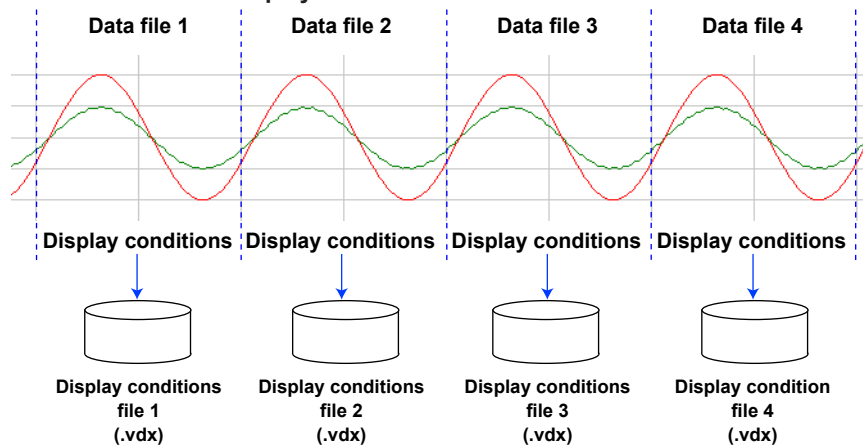 Data file 1 Data file 2 Data file 3 Data file 4
Display conditions Display conditions Display conditions Display conditions
Display conditions Display conditions Display conditions Display condition
file 1 file 2 file 3 file 4
(.vdx) (.vdx) (.vdx) (.vdx)